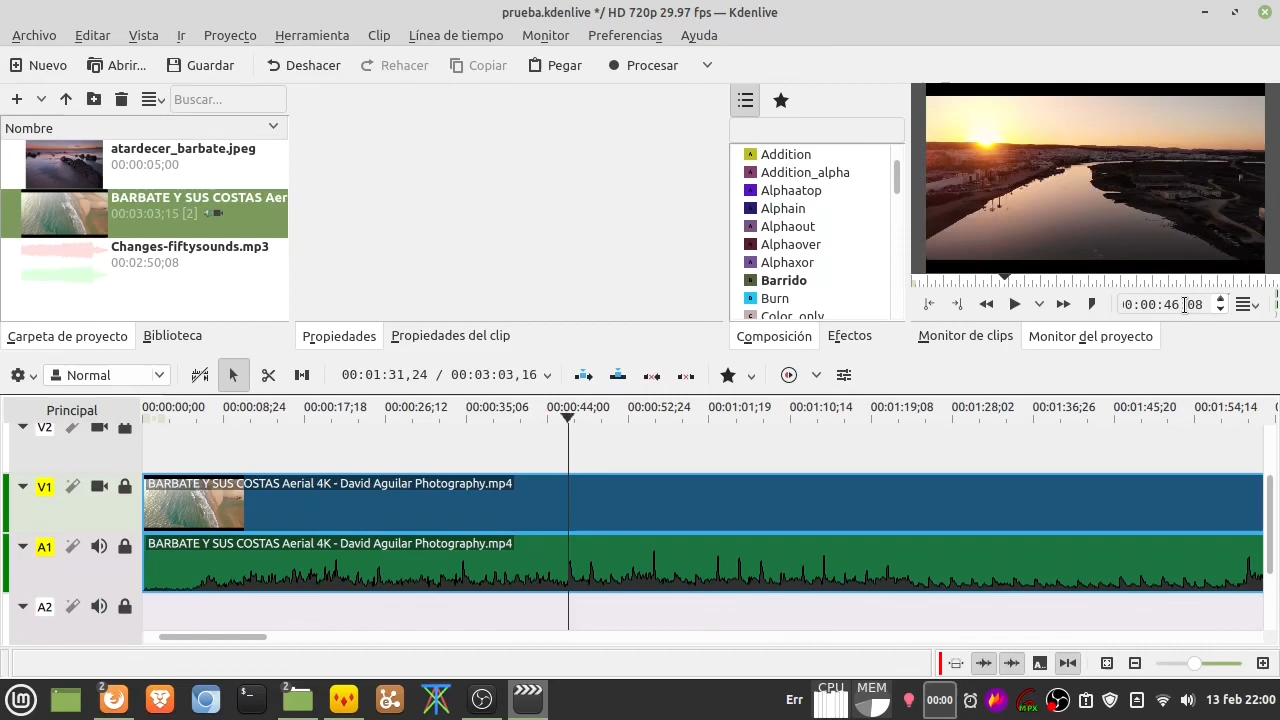 prueba.kdenlive */ HD 720p 29.97 fps — Kdenlive
Archivo Editar Vista Ir Proyecto Herramienta Clip Línea de tiempo Monitor Preferencias Ayuda
Nuevo Abrir... Guardar Deshacer Rehacer Copiar Pegar Procesar
Buscar...
Nombre
atardecer_barbate.jpeg
00:00:05;00
BARBATE Y SUS COSTAS Aer
00:03:03;15 [2]
Changes-fiftysounds.mp3
00:02:50;08
Addition
Addition_alpha
Alphaatop
Alphain
Alphaout
Alphaover
Alphaxor
Barrido
Burn
Color_only
0:00:46;08
Carpeta de proyecto Biblioteca
Propiedades Propiedades del clip
Composición Efectos
Monitor de clips Monitor del proyecto
Normal
00:01:31,24 / 00:03:03,16
Principal
00:00:00;00 00:00:08;24 00:00:17;18 00:00:26;12 00:00:35;06 00:00:44;00 00:00:52;24 00:01:01;19 00:01:10;14 00:01:19;08 00:01:28;02 00:01:36;26 00:01:45;20 00:01:54;14
V2
V1
BARBATE Y SUS COSTAS Aerial 4K - David Aguilar Photography.mp4
A1
BARBATE Y SUS COSTAS Aerial 4K - David Aguilar Photography.mp4
A2
Err CPU MEM 00:00 MPX 13 feb 22:00